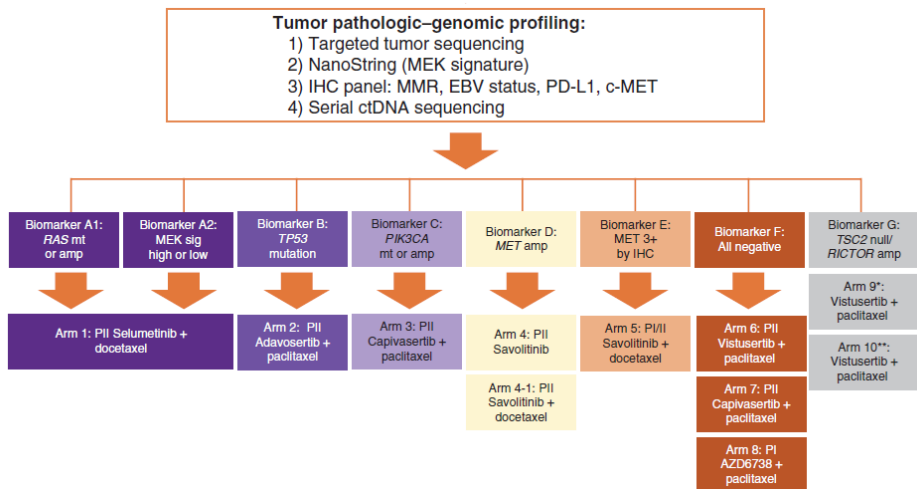 Tumor pathologic–genomic profiling:
1) Targeted tumor sequencing
2) NanoString (MEK signature)
3) IHC panel: MMR, EBV status, PD-L1, c-MET
4) Serial ctDNA sequencing
Biomarker A1:
RAS mt
or amp
Biomarker A2:
MEK sig
high or low
Biomarker B:
TP53
mutation
Biomarker C:
PIK3CA
mt or amp
Biomarker D:
MET amp
Biomarker E:
MET 3+
by IHC
Biomarker F:
All negative
Biomarker G:
TSC2 null/
RICTOR amp
Arm 1: PII Selumetinib +
docetaxel
Arm 2: PII
Adavosertib +
paclitaxel
Arm 3: PII
Capivasertib +
paclitaxel
Arm 4: PII
Savolitinib
Arm 4-1: PII
Savolitinib +
docetaxel
Arm 5: PI/II
Savolitinib +
docetaxel
Arm 6: PII
Vistusertib +
paclitaxel
Arm 7: PII
Capivasertib +
paclitaxel
Arm 8: PI
AZD6738 +
paclitaxel
Arm 9*:
Vistusertib +
paclitaxel
Arm 10**:
Vistusertib +
paclitaxel